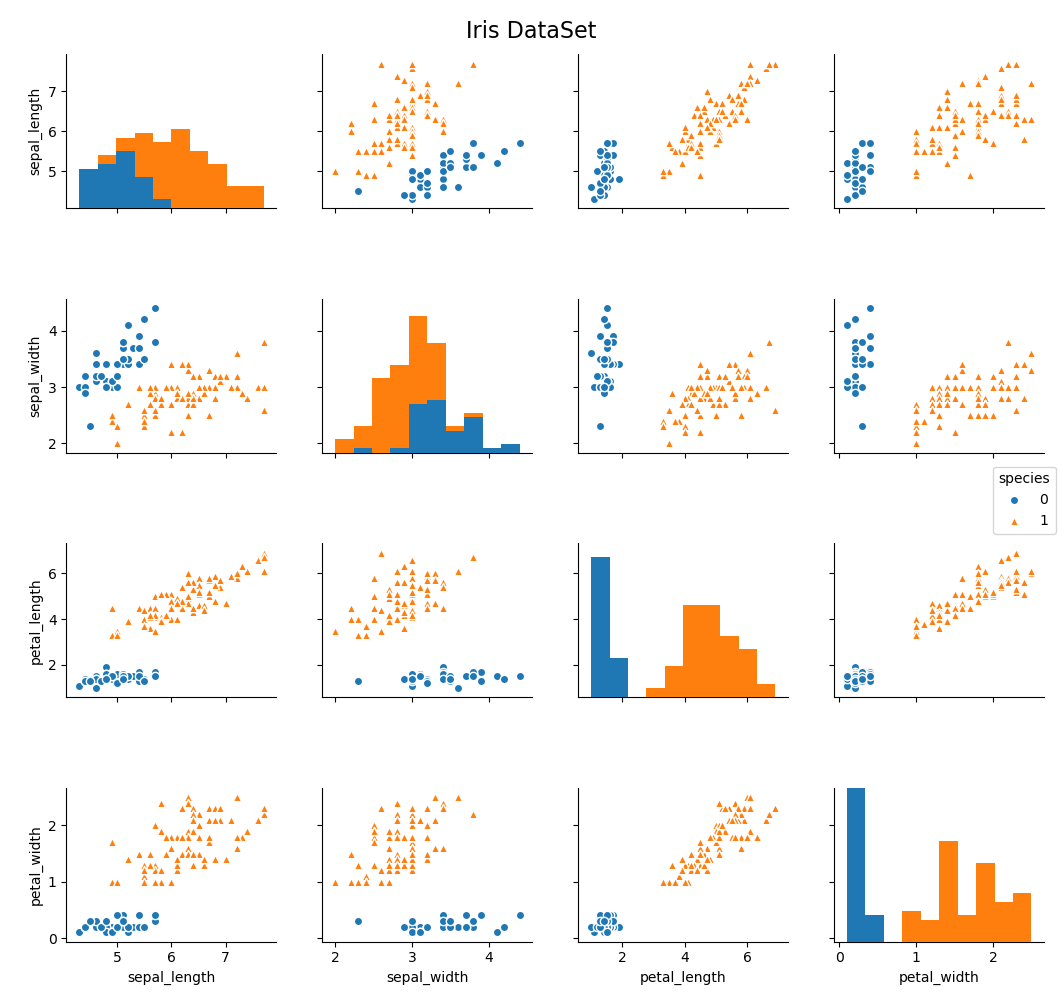 Iris DataSet
sepal_length
7
6
5
sepal_width
4
3
2
species
0
1
petal_length
6
4
2
petal_width
2
1
0
5 6 7
2 3 4
2 4 6
0 1 2
sepal_length
sepal_width
petal_length
petal_width